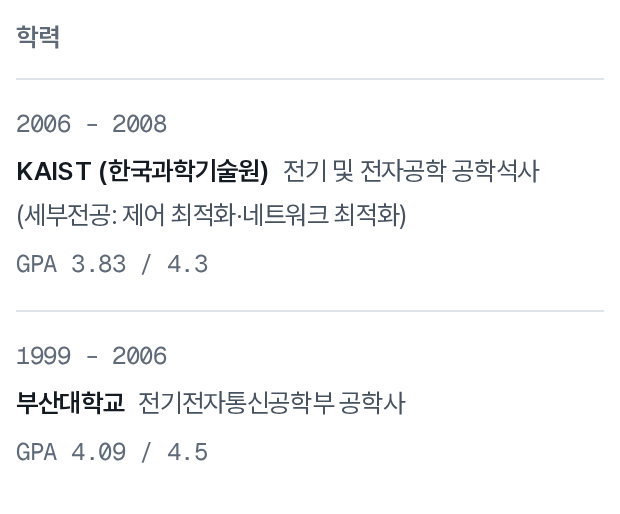 학력
2006 – 2008
KAIST (한국과학기술원) 전기 및 전자공학 공학석사
(세부전공: 제어 최적화·네트워크 최적화)
GPA 3.83 / 4.3
1999 – 2006
부산대학교 전기전자통신공학부 공학사
GPA 4.09 / 4.5